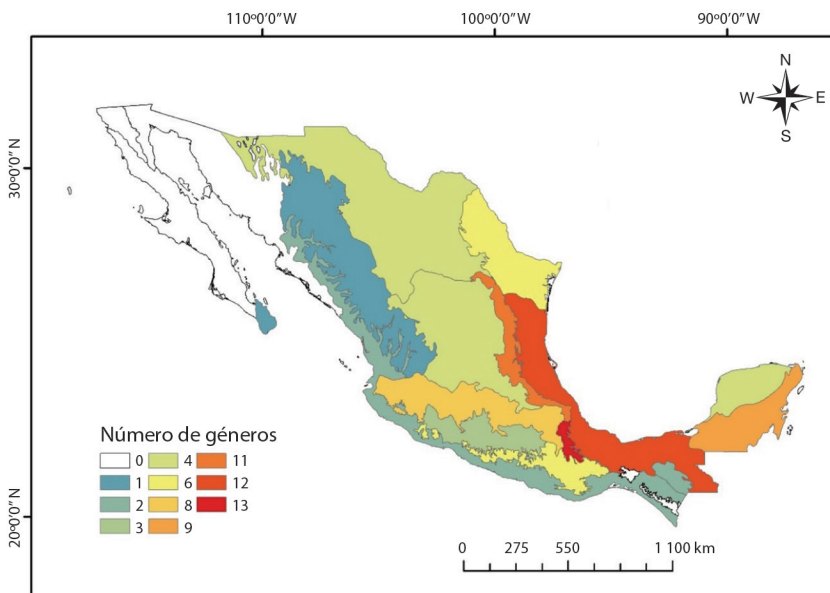 110º0'0"W 100º0'0"W 90º0'0"W
N
W E
S
30º0'0"N
20º0'0"N
Número de géneros
0 4 11
1 6 12
2 8 13
3 9
0 275 550 1 100 km